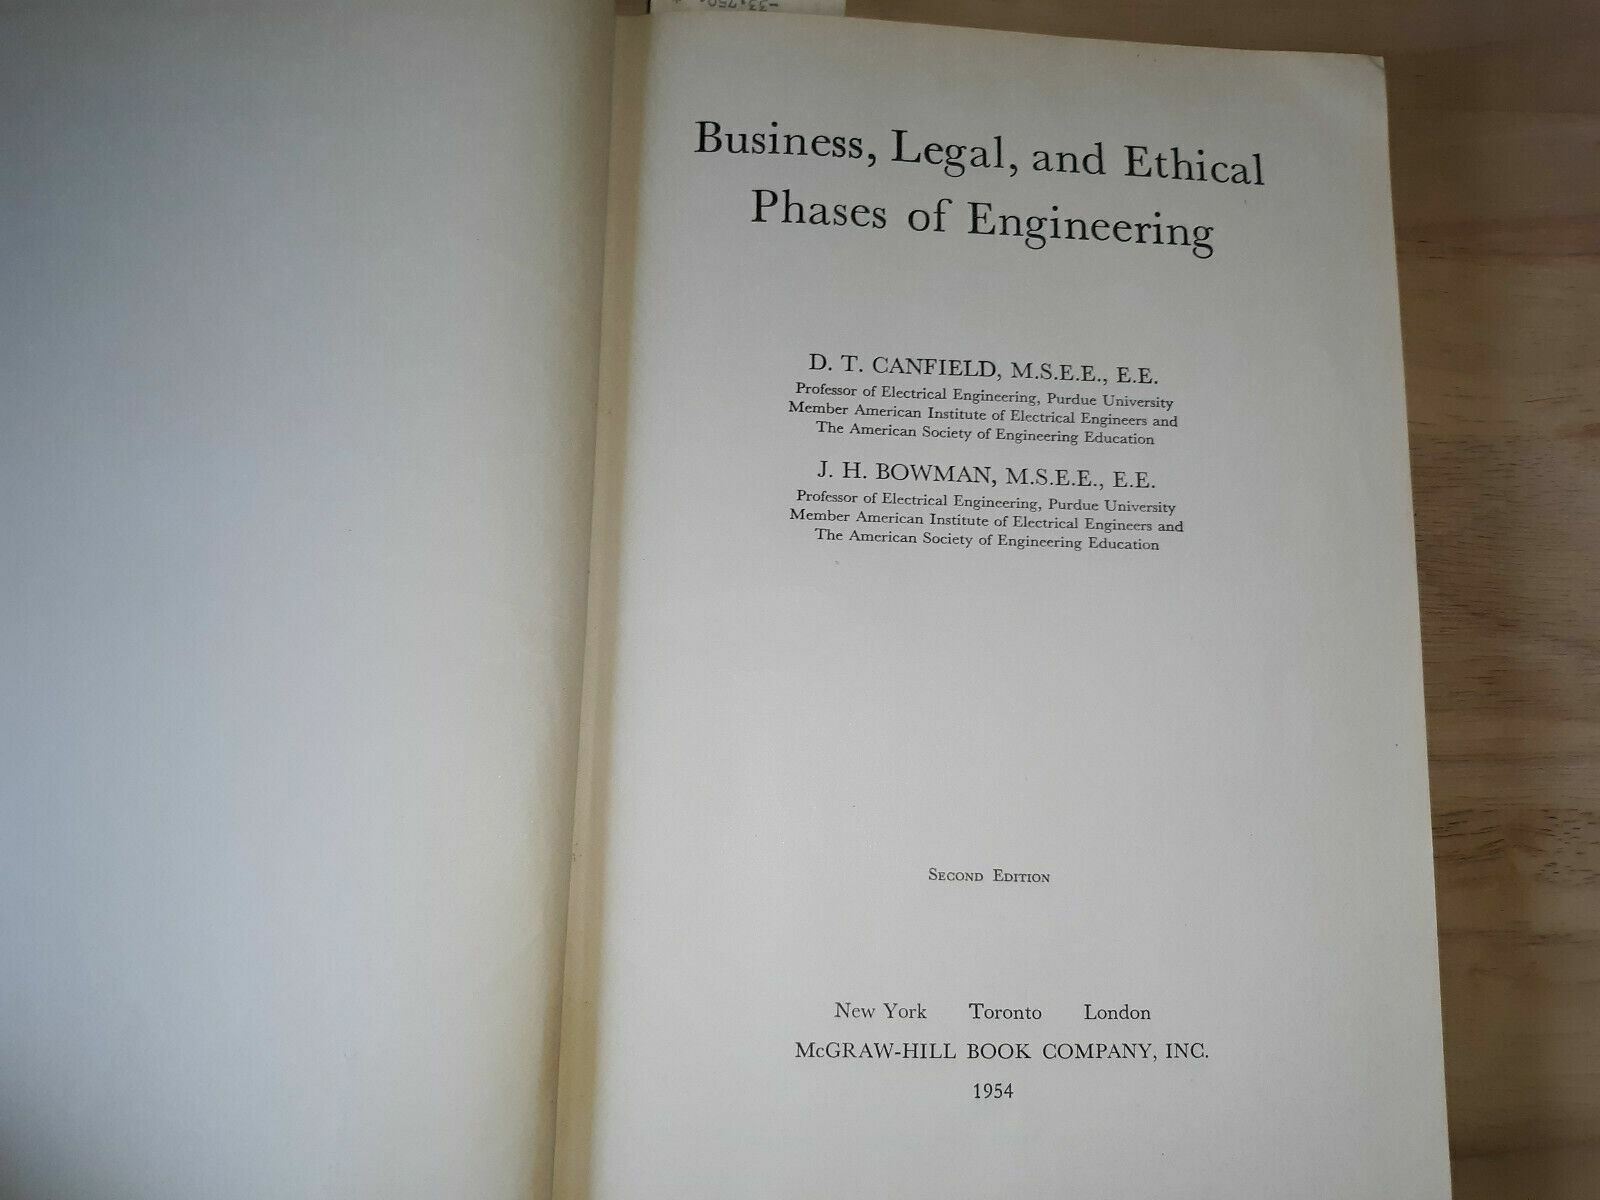 Business, Legal, and Ethical
Phases of Engineering
D. T. CANFIELD, M.S.E.E., E.E.
Professor of Electrical Engineering, Purdue University
Member American Institute of Electrical Engineers and
The American Society of Engineering Education
J. H. BOWMAN, M.S.E.E., E.E.
Professor of Electrical Engineering, Purdue University
Member American Institute of Electrical Engineers and
The American Society of Engineering Education
SECOND EDITION
New York Toronto London
McGRAW-HILL BOOK COMPANY, INC.
1954